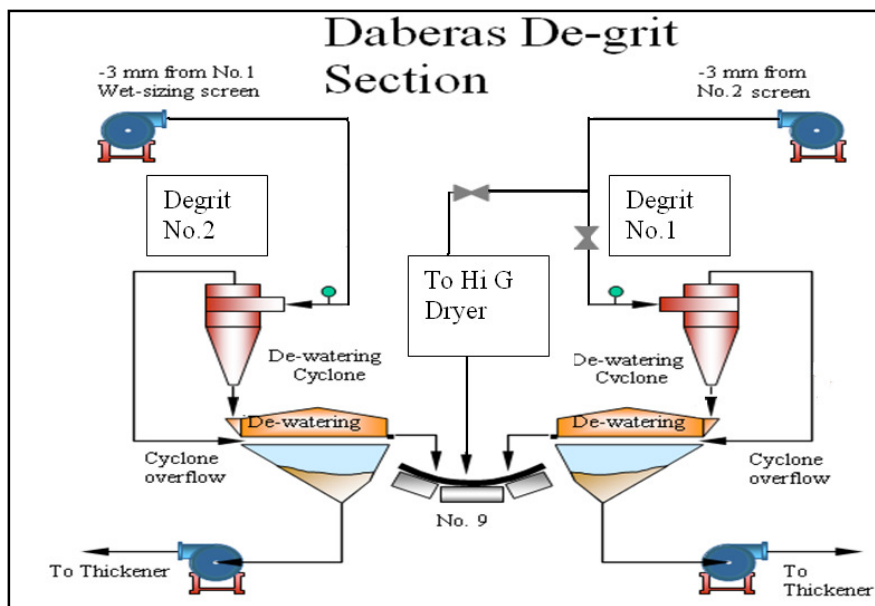 Daberas De-grit
Section
-3 mm from No.1
Wet-sizing screen
-3 mm from
No.2 screen
Degrit
No.2
Degrit
No.1
To Hi G
Dryer
De-watering
Cyclone
De-watering
Cvclone
De-watering
De-watering
Cyclone
overflow
Cyclone
overflow
No. 9
To Thickener
To
Thickener